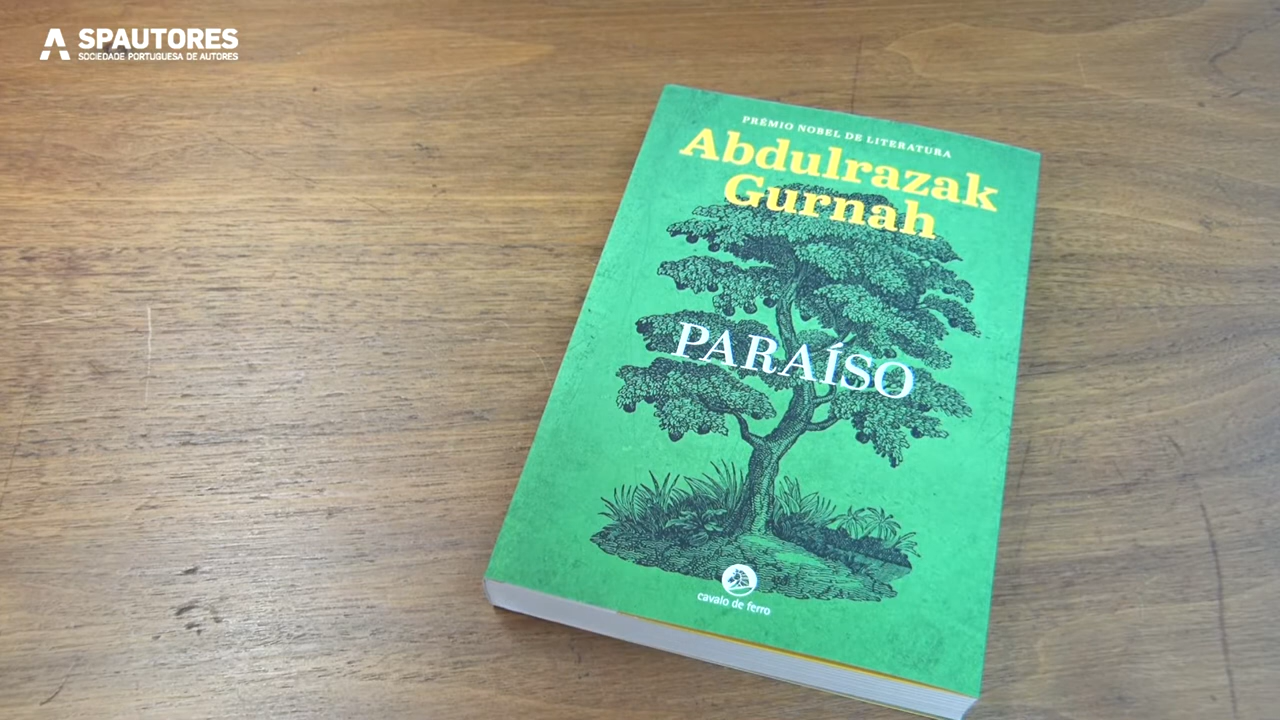 SPAUTORES
SOCIEDADE PORTUGUESA DE AUTORES
PRÉMIO NOBEL DE LITERATURA
Abdulrazak
Gurnah
PARAÍSO
cavalo de ferro